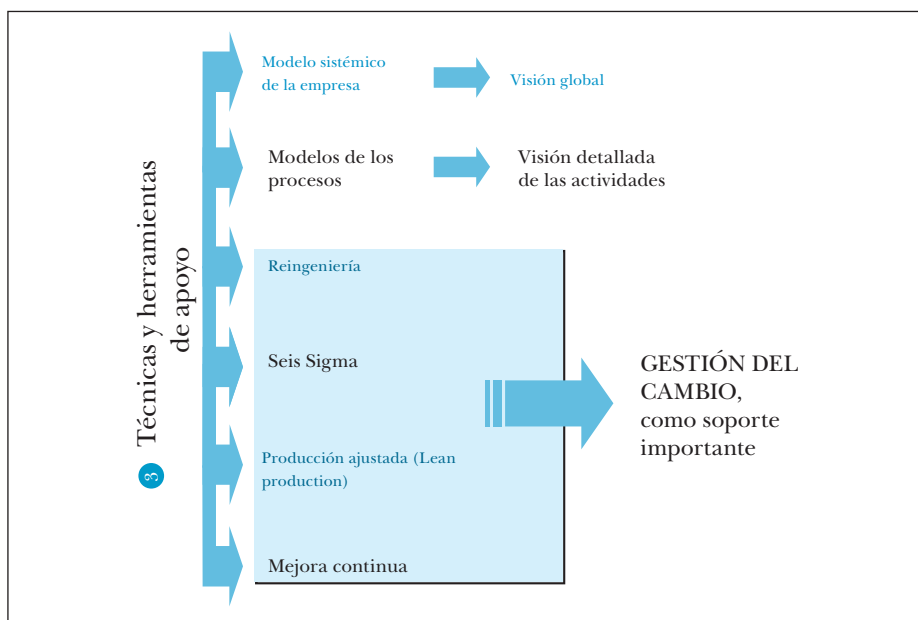 3 Técnicas y herramientas
de apoyo
Modelo sistémico
de la empresa
Visión global
Modelos de los
procesos
Visión detallada
de las actividades
Reingeniería
Seis Sigma
Producción ajustada (Lean
production)
Mejora continua
GESTIÓN DEL
CAMBIO,
como soporte
importante